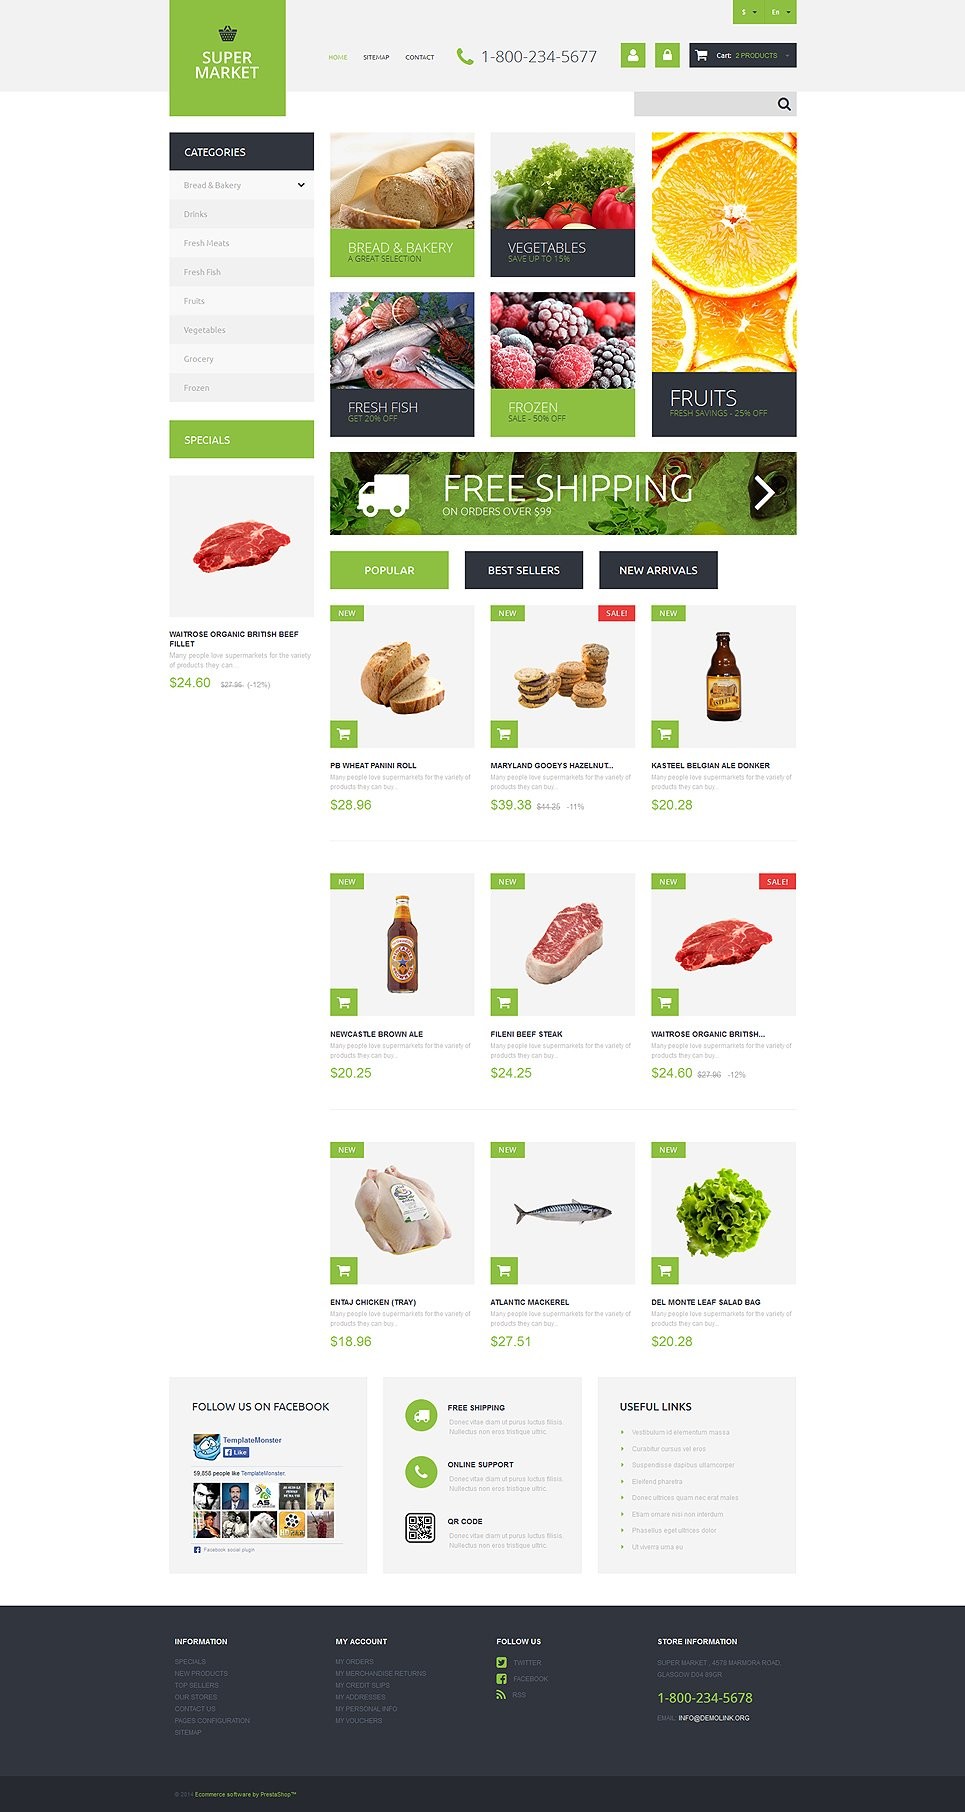 $
En
SUPER
MARKET
HOME
SITEMAP
CONTACT
1-800-234-5677
Cart: 2 PRODUCTS
CATEGORIES
Bread & Bakery
Drinks
Fresh Meats
Fresh Fish
Fruits
Vegetables
Grocery
Frozen
SPECIALS
WAITROSE ORGANIC BRITISH BEEF
FILLET
Many people love supermarkets for the variety
of products they can...
$24.60 $27.96 (-12%)
BREAD & BAKERY
A GREAT SELECTION
VEGETABLES
SAVE UP TO 15%
FRESH FISH
GET 20% OFF
FROZEN
SALE - 50% OFF
FRUITS
FRESH SAVINGS - 25% OFF
FREE SHIPPING
ON ORDERS OVER $99
POPULAR
BEST SELLERS
NEW ARRIVALS
NEW
PB WHEAT PANINI ROLL
Many people love supermarkets for the variety of
products they can buy...
$28.96
NEW
SALE!
MARYLAND GOOEYS HAZELNUT...
Many people love supermarkets for the variety of
products they can buy...
$39.38 $44.25 -11%
NEW
KASTEEL
KASTEEL BELGIAN ALE DONKER
Many people love supermarkets for the variety of
products they can buy...
$20.28
NEW
NEWCASTLE BROWN ALE
Many people love supermarkets for the variety of
products they can buy...
$20.25
NEW
FILENI BEEF STEAK
Many people love supermarkets for the variety of
products they can buy...
$24.25
NEW
SALE!
WAITROSE ORGANIC BRITISH...
Many people love supermarkets for the variety of
products they can buy...
$24.60 $27.96 -12%
NEW
ENTAJ CHICKEN (TRAY)
Many people love supermarkets for the variety of
products they can buy...
$18.96
NEW
ATLANTIC MACKEREL
Many people love supermarkets for the variety of
products they can buy...
$27.51
NEW
DEL MONTE LEAF SALAD BAG
Many people love supermarkets for the variety of
products they can buy...
$20.28
FOLLOW US ON FACEBOOK
TemplateMonster
Like
59,858 people like TemplateMonster.
Facebook social plugin
FREE SHIPPING
Donec vitae diam ut purus luctus filisis.
Nullectus non eros tristique ultric.
ONLINE SUPPORT
Donec vitae diam ut purus luctus filisis.
Nullectus non eros tristique ultric.
QR CODE
Donec vitae diam ut purus luctus filisis.
Nullectus non eros tristique ultric.
USEFUL LINKS
Vestibulum id elementum massa
Curabitur cursus vel eros
Suspendisse dapibus ullamcorper
Eleifend pharetra
Donec ultrices quam nec erat males
Etiam ornare nisi non interdum
Phasellus eget ultrices dolor
Ut viverra urna eu
INFORMATION
SPECIALS
NEW PRODUCTS
TOP SELLERS
OUR STORES
CONTACT US
PAGES CONFIGURATION
SITEMAP
MY ACCOUNT
MY ORDERS
MY MERCHANDISE RETURNS
MY CREDIT SLIPS
MY ADDRESSES
MY PERSONAL INFO
MY VOUCHERS
FOLLOW US
TWITTER
FACEBOOK
RSS
STORE INFORMATION
SUPER MARKET , 4578 MARMORA ROAD,
GLASGOW D04 89GR
1-800-234-5678
EMAIL: INFO@DEMOLINK.ORG
© 2014 Ecommerce software by PrestaShop™